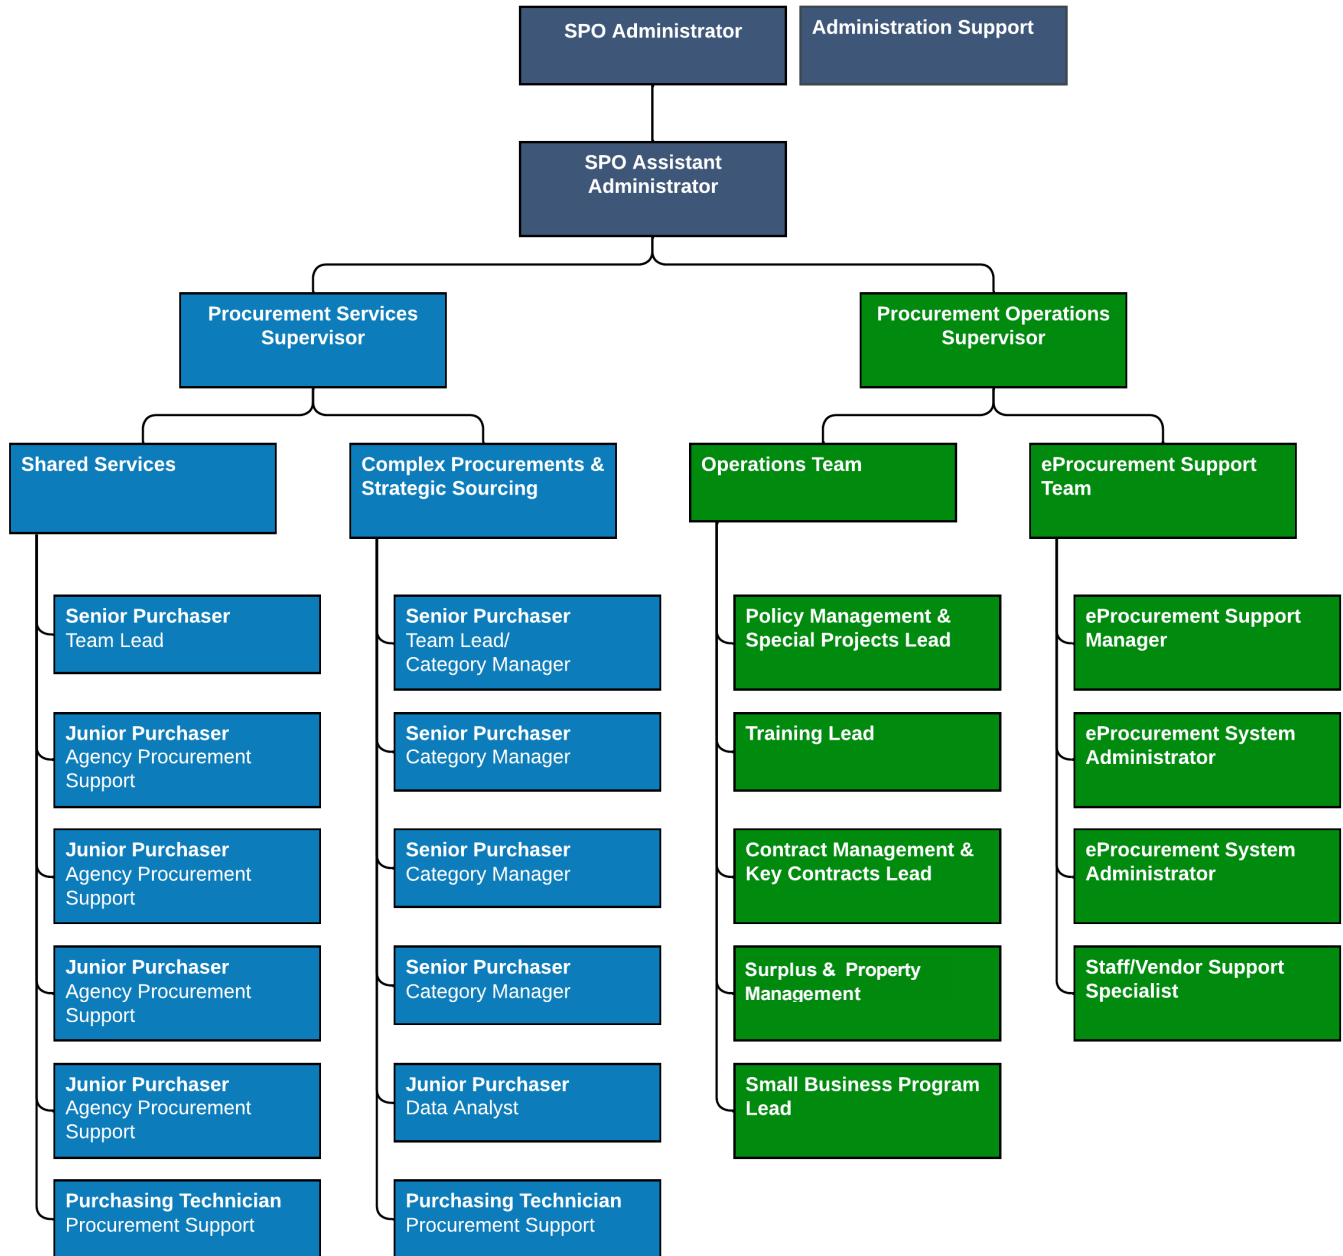 SPO Administrator
Administration Support
SPO Assistant
Administrator
Procurement Services
Supervisor
Procurement Operations
Supervisor
Shared Services
Complex Procurements &
Strategic Sourcing
Operations Team
eProcurement Support
Team
Senior Purchaser
Team Lead
Junior Purchaser
Agency Procurement
Support
Junior Purchaser
Agency Procurement
Support
Junior Purchaser
Agency Procurement
Support
Junior Purchaser
Agency Procurement
Support
Purchasing Technician
Procurement Support
Senior Purchaser
Team Lead/
Category Manager
Senior Purchaser
Category Manager
Senior Purchaser
Category Manager
Senior Purchaser
Category Manager
Junior Purchaser
Data Analyst
Purchasing Technician
Procurement Support
Policy Management &
Special Projects Lead
Training Lead
Contract Management &
Key Contracts Lead
Surplus & Property
Management
Small Business Program
Lead
eProcurement Support
Manager
eProcurement System
Administrator
eProcurement System
Administrator
Staff/Vendor Support
Specialist